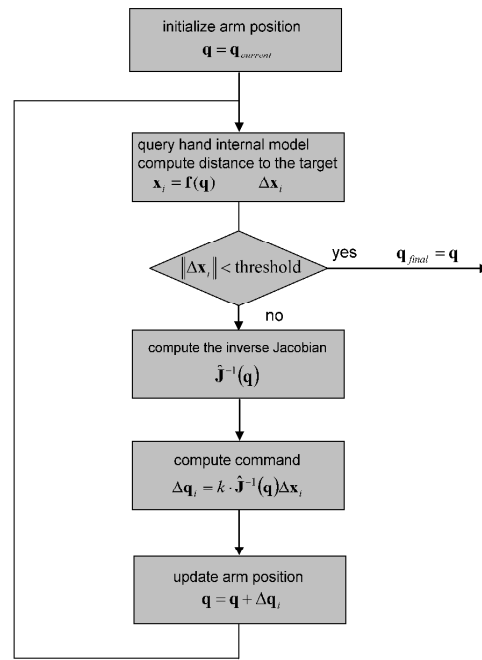 initialize arm position
q = q_current
query hand internal model
compute distance to the target
x_i = f(q) Δx_i
‖Δx_i‖ < threshold
yes
q_final = q
no
compute the inverse Jacobian
Ĵ⁻¹(q)
compute command
Δq_i = k · Ĵ⁻¹(q)Δx_i
update arm position
q = q + Δq_i